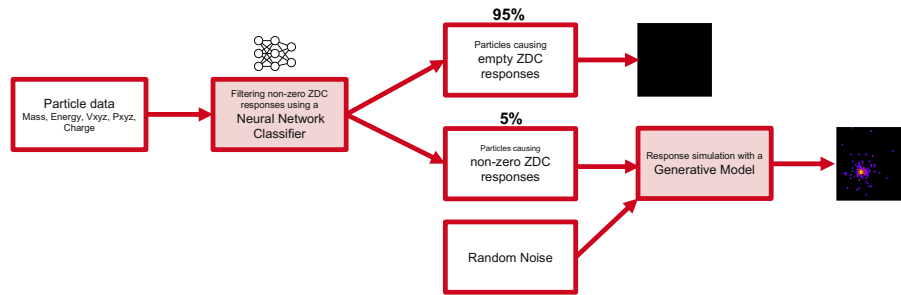 95%
Particles causing
empty ZDC
responses
Particle data
Mass, Energy, Vxyz, Pxyz,
Charge
Filtering non-zero ZDC
responses using a
Neural Network
Classifier
5%
Particles causing
non-zero ZDC
responses
Response simulation with a
Generative Model
Random Noise